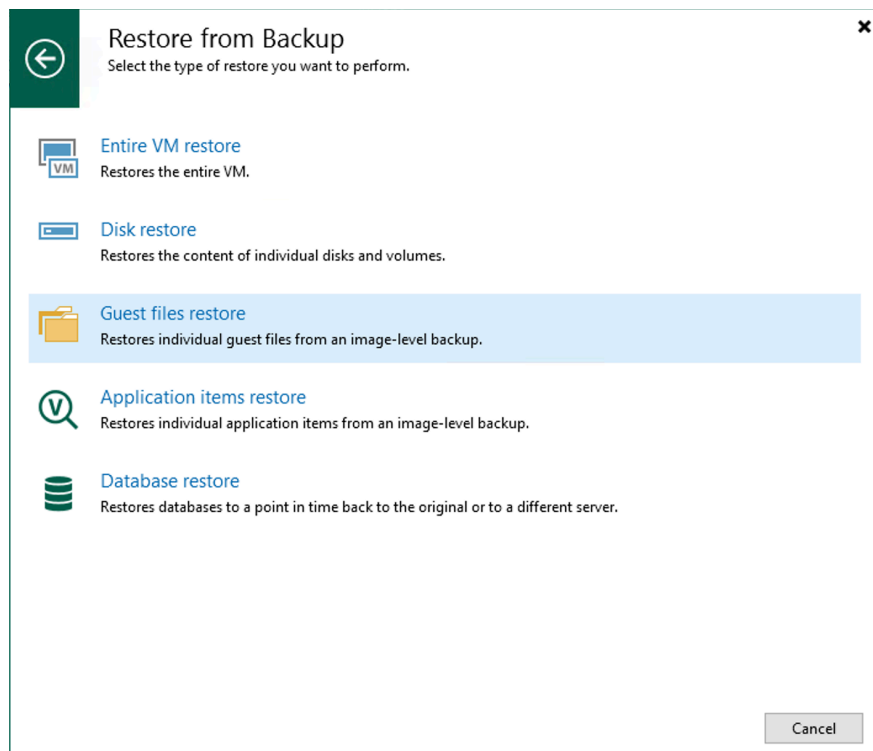 Restore from Backup
Select the type of restore you want to perform.
Entire VM restore
VM
Restores the entire VM.
Disk restore
Restores the content of individual disks and volumes.
Guest files restore
Restores individual guest files from an image-level backup.
Application items restore
V
Restores individual application items from an image-level backup.
Database restore
Restores databases to a point in time back to the original or to a different server.
Cancel